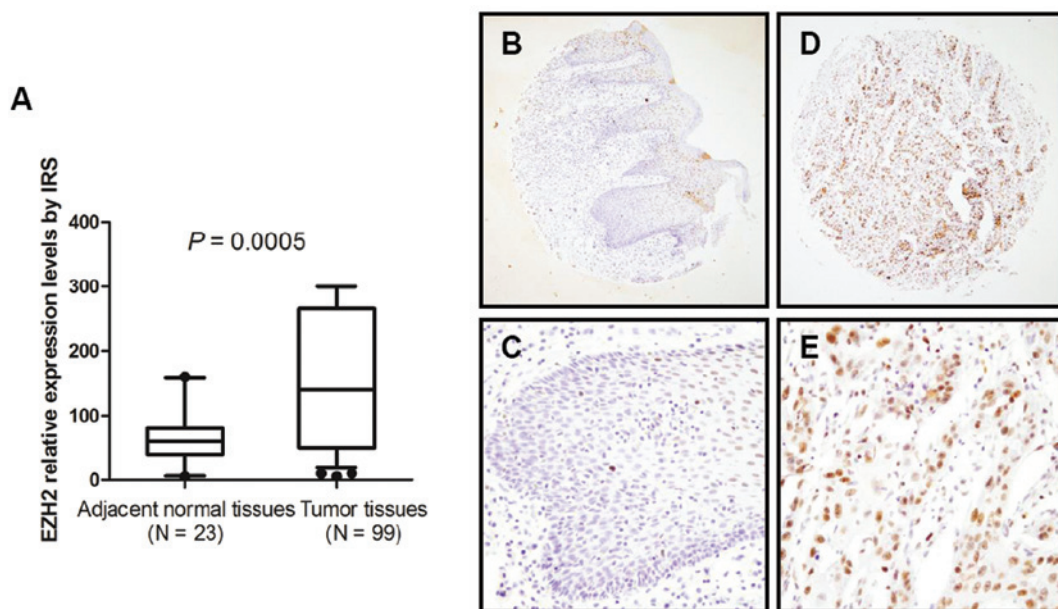 A
EZH2 relative expression levels by IRS
400
300
200
100
0
P = 0.0005
Adjacent normal tissues
(N = 23)
Tumor tissues
(N = 99)
B
C
D
E